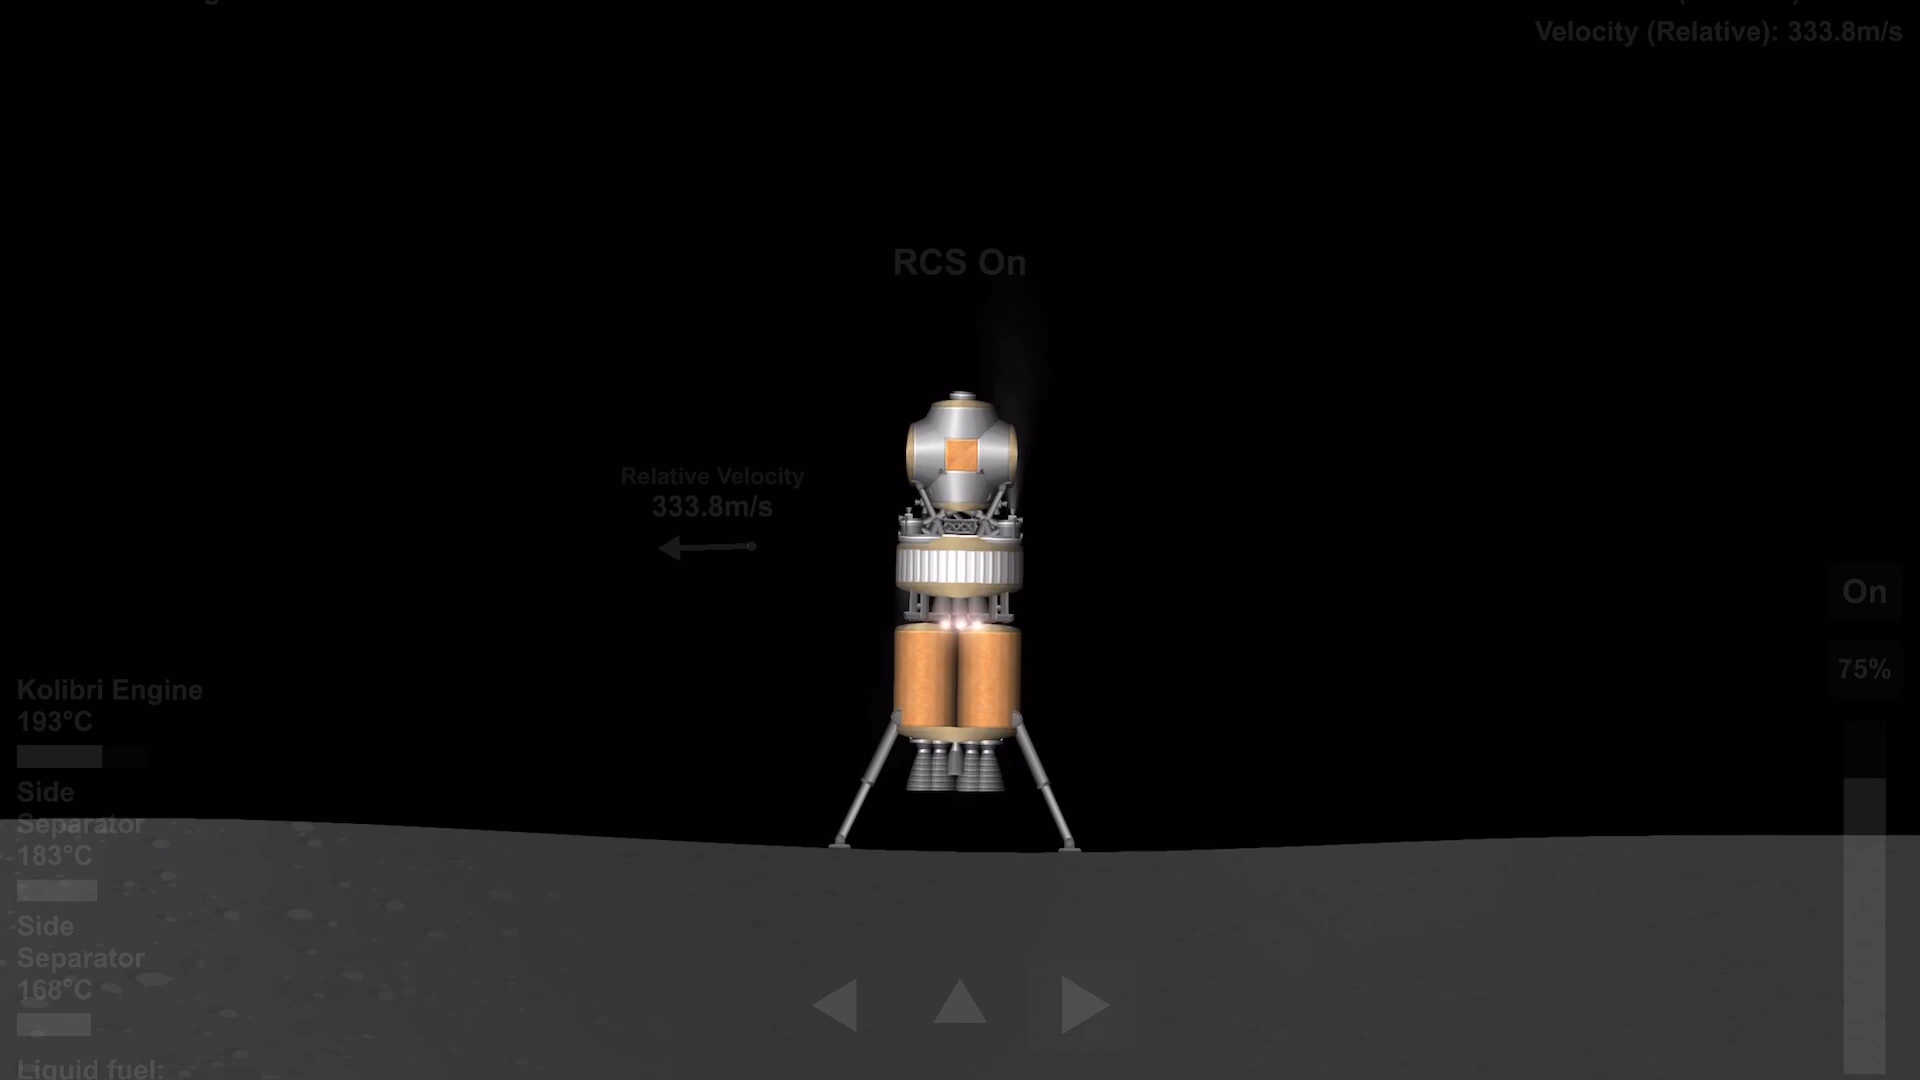 Velocity (Relative): 333.8m/s
RCS On
Relative Velocity
333.8m/s
On
75%
Kolibri Engine
193°C
Side
Separator
183°C
Side
Separator
168°C
Liquid fuel: